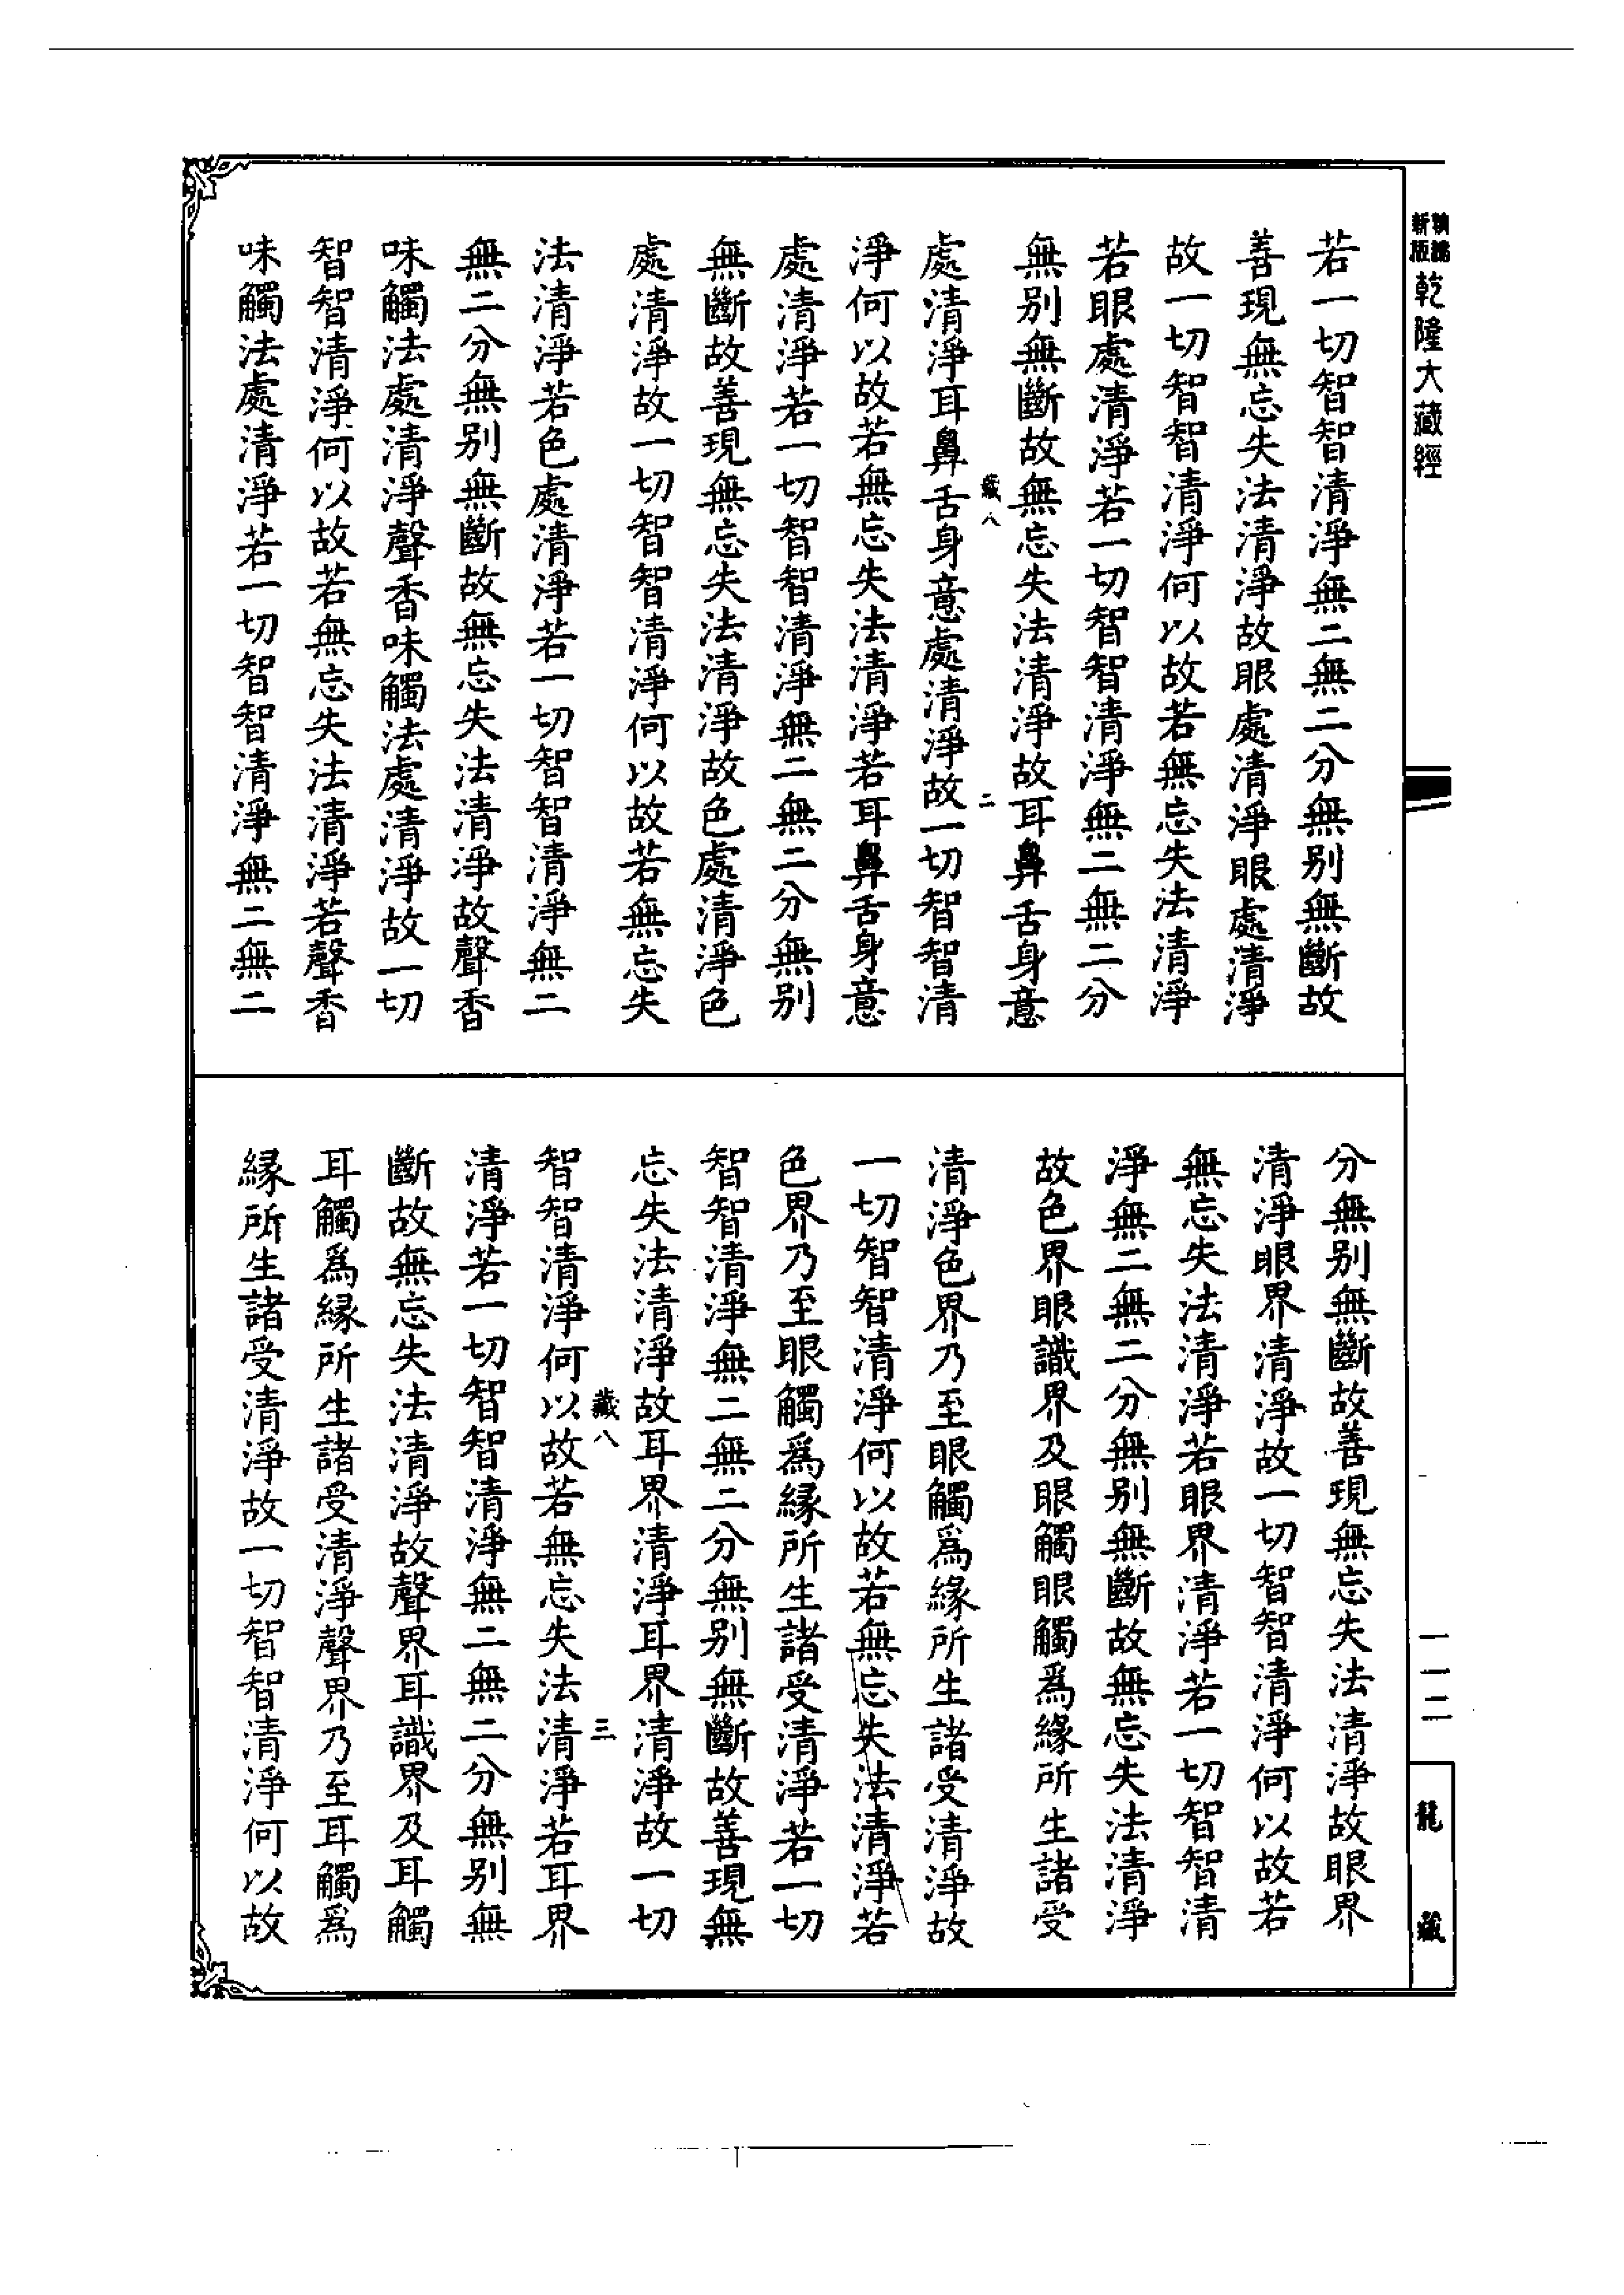 新版
乾隆大藏經
一一二
龍藏
若一切智智清淨無二無二分無别無斷故
善現無忘失法清淨故眼處清淨眼處清淨
故一切智智清淨何以故若無忘失法清淨
若眼處清淨若一切智智清淨無二無二分
無别無斷故無忘失法清淨故耳鼻舌身意
藏八
二
處清淨耳鼻舌身意處清淨故一切智智清
淨何以故若無忘失法清淨若耳鼻舌身意
處清淨若一切智智清淨無二無二分無别
無斷故善現無忘失法清淨故色處清淨色
處清淨故一切智智清淨何以故若無忘失
法清淨若色處清淨若一切智智清淨無二
無二分無别無斷故無忘失法清淨故聲香
味觸法處清淨聲香味觸法處清淨故一切
智智清淨何以故若無忘失法清淨若聲香
味觸法處清淨若一切智智清淨無二無二
分無别無斷故善現無忘失法清淨故眼界
清淨眼界清淨故一切智智清淨何以故若
無忘失法清淨若眼界清淨若一切智智清
淨無二無二分無别無斷故無忘失法清淨
故色界眼識界及眼觸眼觸爲緣所生諸受
清淨色界乃至眼觸爲緣所生諸受清淨故
一切智智清淨何以故若無忘失法清淨若
色界乃至眼觸爲緣所生諸受清淨若一切
智智清淨無二無二分無别無斷故善現無
忘失法清淨故耳界清淨耳界清淨故一切
藏八
三
智智清淨何以故若無忘失法清淨若耳界
清淨若一切智智清淨無二無二分無别無
斷故無忘失法清淨故聲界耳識界及耳觸
耳觸爲緣所生諸受清淨聲界乃至耳觸爲
緣所生諸受清淨故一切智智清淨何以故